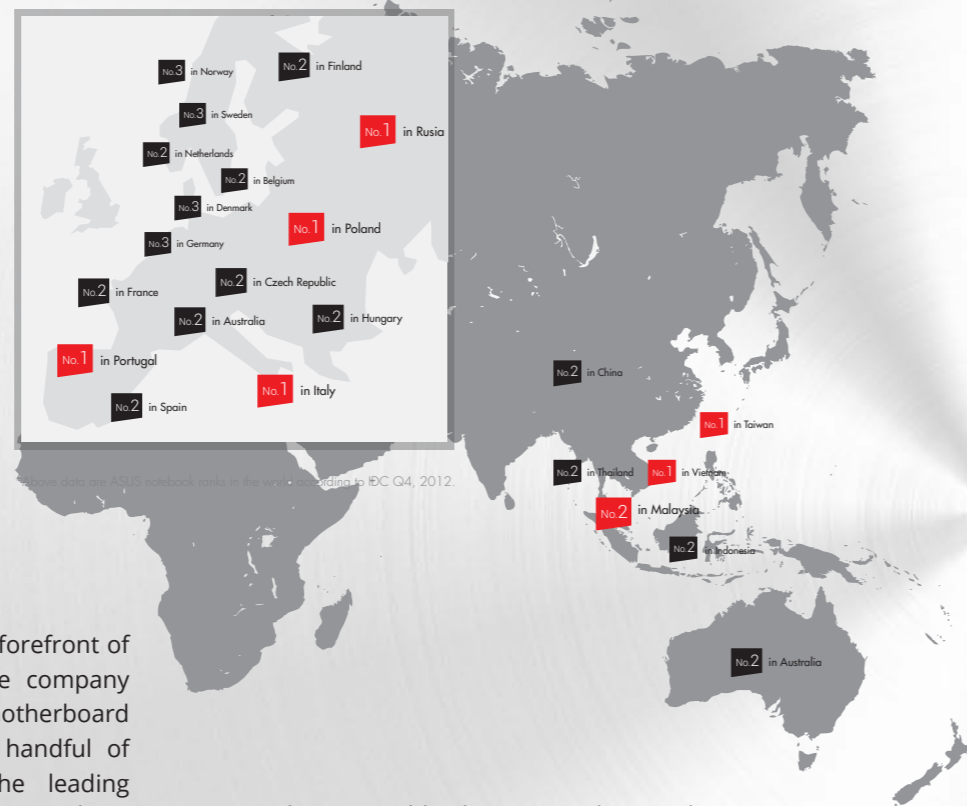 No.3 in Norway
No.2 in Finland
No.3 in Sweden
No.1 in Rusia
No.2 in Netherlands
No.2 in Belgium
No.3 in Denmark
No.1 in Poland
No.3 in Germany
No.2 in Czech Republic
No.2 in France
No.2 in Australia
No.2 in Hungary
No.1 in Portugal
No.1 in Italy
No.2 in Spain
Above data are ASUS notebook ranks in the world according to IDC Q4, 2012.
No.2 in China
No.1 in Taiwan
No.2 in Thailand
No.1 in Vietnam
No.2 in Malaysia
No.2 in Indonesia
No.2 in Australia
forefront of
company
otherboard
handful of
leading